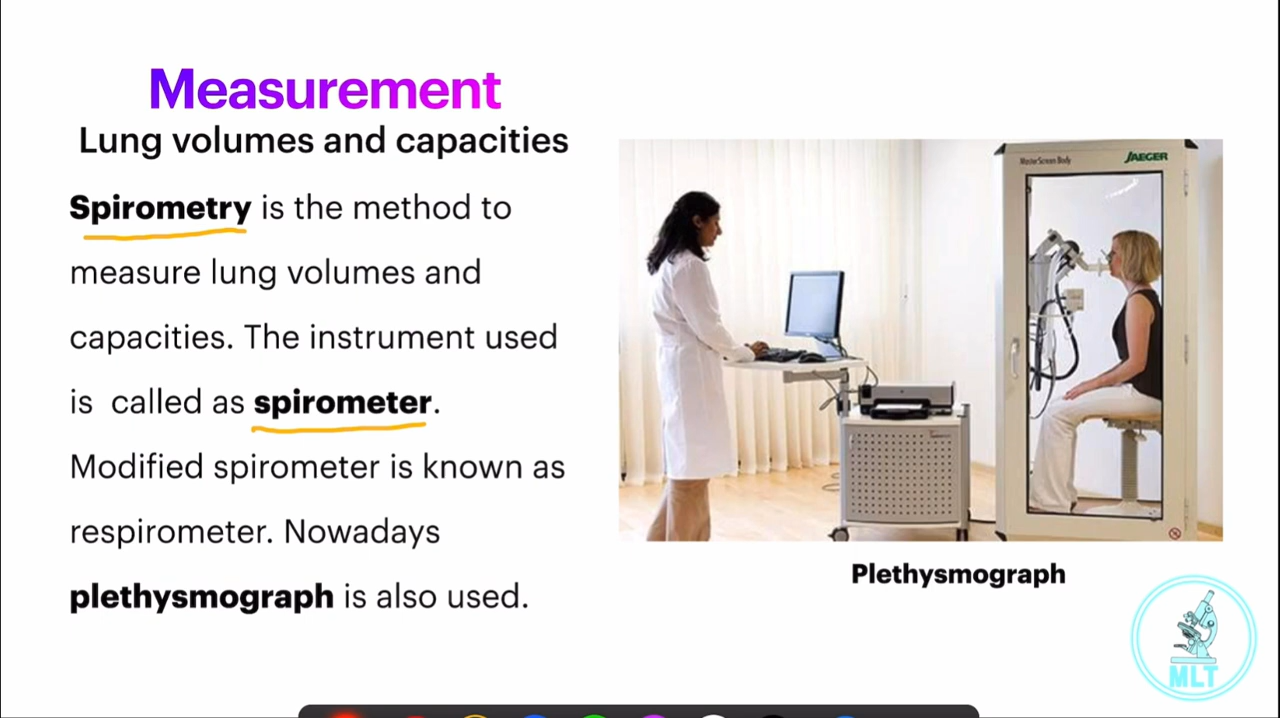 Measurement
Lung volumes and capacities
Spirometry is the method to
measure lung volumes and
capacities. The instrument used
is called as spirometer.
Modified spirometer is known as
respirometer. Nowadays
plethysmograph is also used.
MasterScreen Body
JAEGER
Plethysmograph
MLT